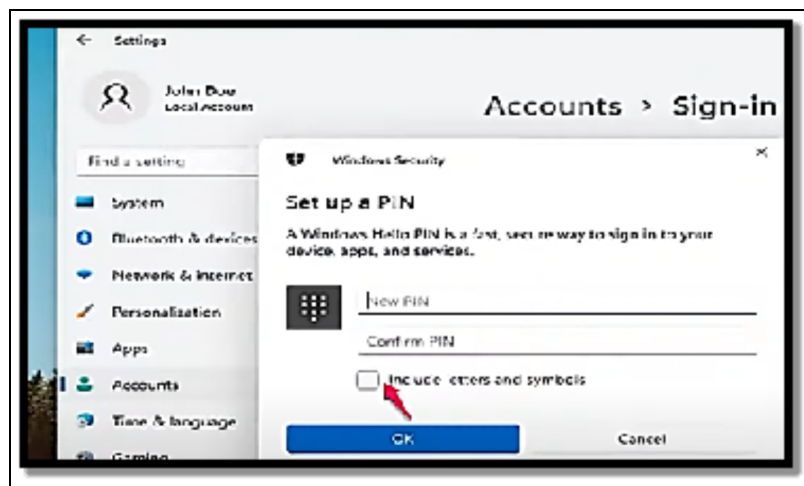 Settings
John Doe
Local Account
Accounts > Sign-in
Find a setting
Windows Security
Set up a PIN
A Windows Hello PIN is a fast, secure way to sign in to your
device, apps, and services.
System
Bluetooth & devices
Network & internet
New PIN
Personalization
Confirm PIN
Apps
Include letters and symbols
Accounts
Time & language
OK
Cancel
Gaming